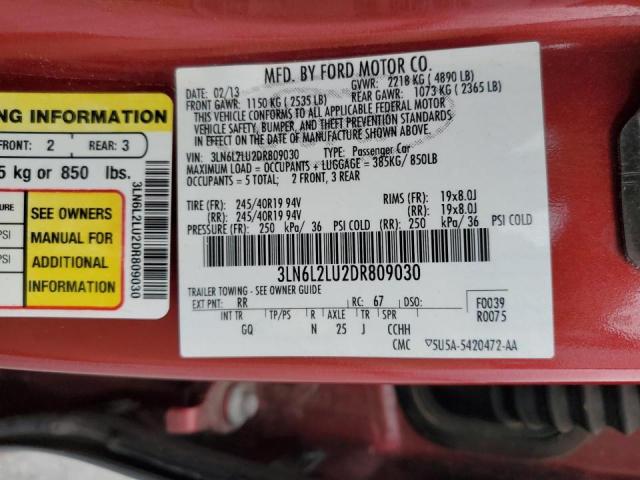 NG INFORMATION
FRONT: 2 REAR: 3
5 kg or 850 lbs.
SURE
PSI
PSI
SEE OWNERS
MANUAL FOR
ADDITIONAL
INFORMATION
3LN6L2LU2DR809030
MFD. BY FORD MOTOR CO.
DATE: 02/13 GVWR: 2218 KG ( 4890 LB)
FRONT GAWR: 1150 KG ( 2535 LB) REAR GAWR: 1073 KG ( 2365 LB)
THIS VEHICLE CONFORMS TO ALL APPLICABLE FEDERAL MOTOR
VEHICLE SAFETY, BUMPER, AND THEFT PREVENTION STANDARDS
IN EFFECT ON THE DATE OF MANUFACTURE SHOWN ABOVE.
VIN: 3LN6L2LU2DR809030 TYPE: Passenger Car
MAXIMUM LOAD = OCCUPANTS + LUGGAGE = 385KG/ 850LB
OCCUPANTS = 5 TOTAL; 2 FRONT, 3 REAR
TIRE (FR): 245/40R19 94V RIMS (FR): 19x8.0J
(RR): 245/40R19 94V (RR): 19x8.0J
PRESSURE (FR): 250 kPa/ 36 PSI COLD (RR): 250 kPa/ 36 PSI COLD
3LN6L2LU2DR809030
TRAILER TOWING - SEE OWNER GUIDE
EXT PNT: RR RC: 67 DSO: F0039
INT TR TP/PS R AXLE TR SPR R0075
GQ N 25 J CCHH
CMC 5U5A-5420472-AA